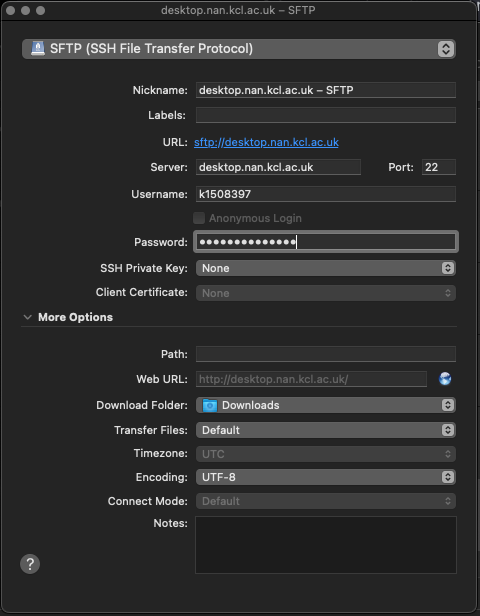 desktop.nan.kcl.ac.uk – SFTP
SFTP (SSH File Transfer Protocol)
Nickname: desktop.nan.kcl.ac.uk – SFTP
Labels:
URL: sftp://desktop.nan.kcl.ac.uk
Server: desktop.nan.kcl.ac.uk Port: 22
Username: k1508397
Anonymous Login
Password: ●●●●●●●●●●●●●●
SSH Private Key: None
Client Certificate: None
More Options
Path:
Web URL: http://desktop.nan.kcl.ac.uk/
Download Folder: Downloads
Transfer Files: Default
Timezone: UTC
Encoding: UTF-8
Connect Mode: Default
Notes:
?